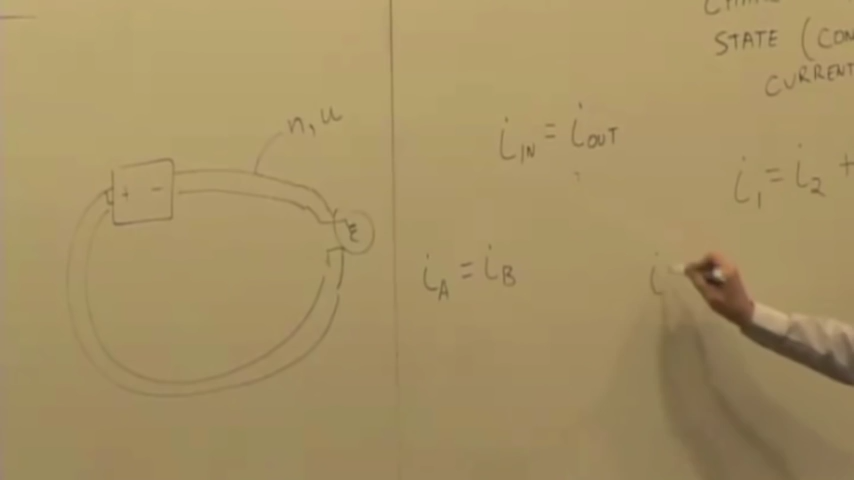 n, u
+ -
i_IN = i_OUT
i_A = i_B
STATE (CON
CURRENT
i_1 = i_2 +
i